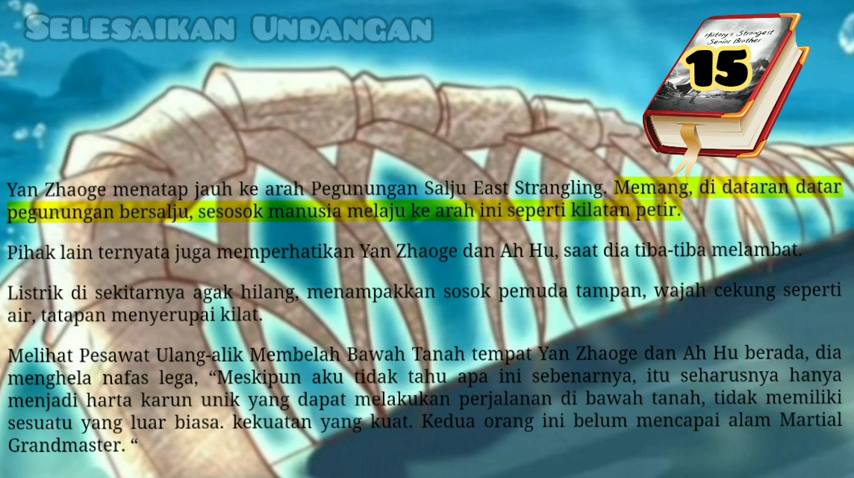 Selesaikan Undangan
History's Strongest
Senior Brother
15
Yan Zhaoge menatap jauh ke arah Pegunungan Salju East Strangling. Memang, di dataran datar
pegunungan bersalju, sesosok manusia melaju ke arah ini seperti kilatan petir.
Pihak lain ternyata juga memperhatikan Yan Zhaoge dan Ah Hu, saat dia tiba-tiba melambat.
Listrik di sekitarnya agak hilang, menampakkan sosok pemuda tampan, wajah cekung seperti
air, tatapan menyerupai kilat.
Melihat Pesawat Ulang-alik Membelah Bawah Tanah tempat Yan Zhaoge dan Ah Hu berada, dia
menghela nafas lega, “Meskipun aku tidak tahu apa ini sebenarnya, itu seharusnya hanya
menjadi harta karun unik yang dapat melakukan perjalanan di bawah tanah, tidak memiliki
sesuatu yang luar biasa. kekuatan yang kuat. Kedua orang ini belum mencapai alam Martial
Grandmaster. “